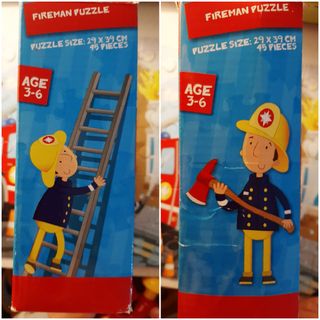 FIREMAN PUZZLE
PUZZLE SIZE: 29 X 39 CM
45 PIECES
AGE
3-6
FIREMAN PUZZLE
PUZZLE SIZE: 29 X 39 CM
45 PIECES
AGE
3-6